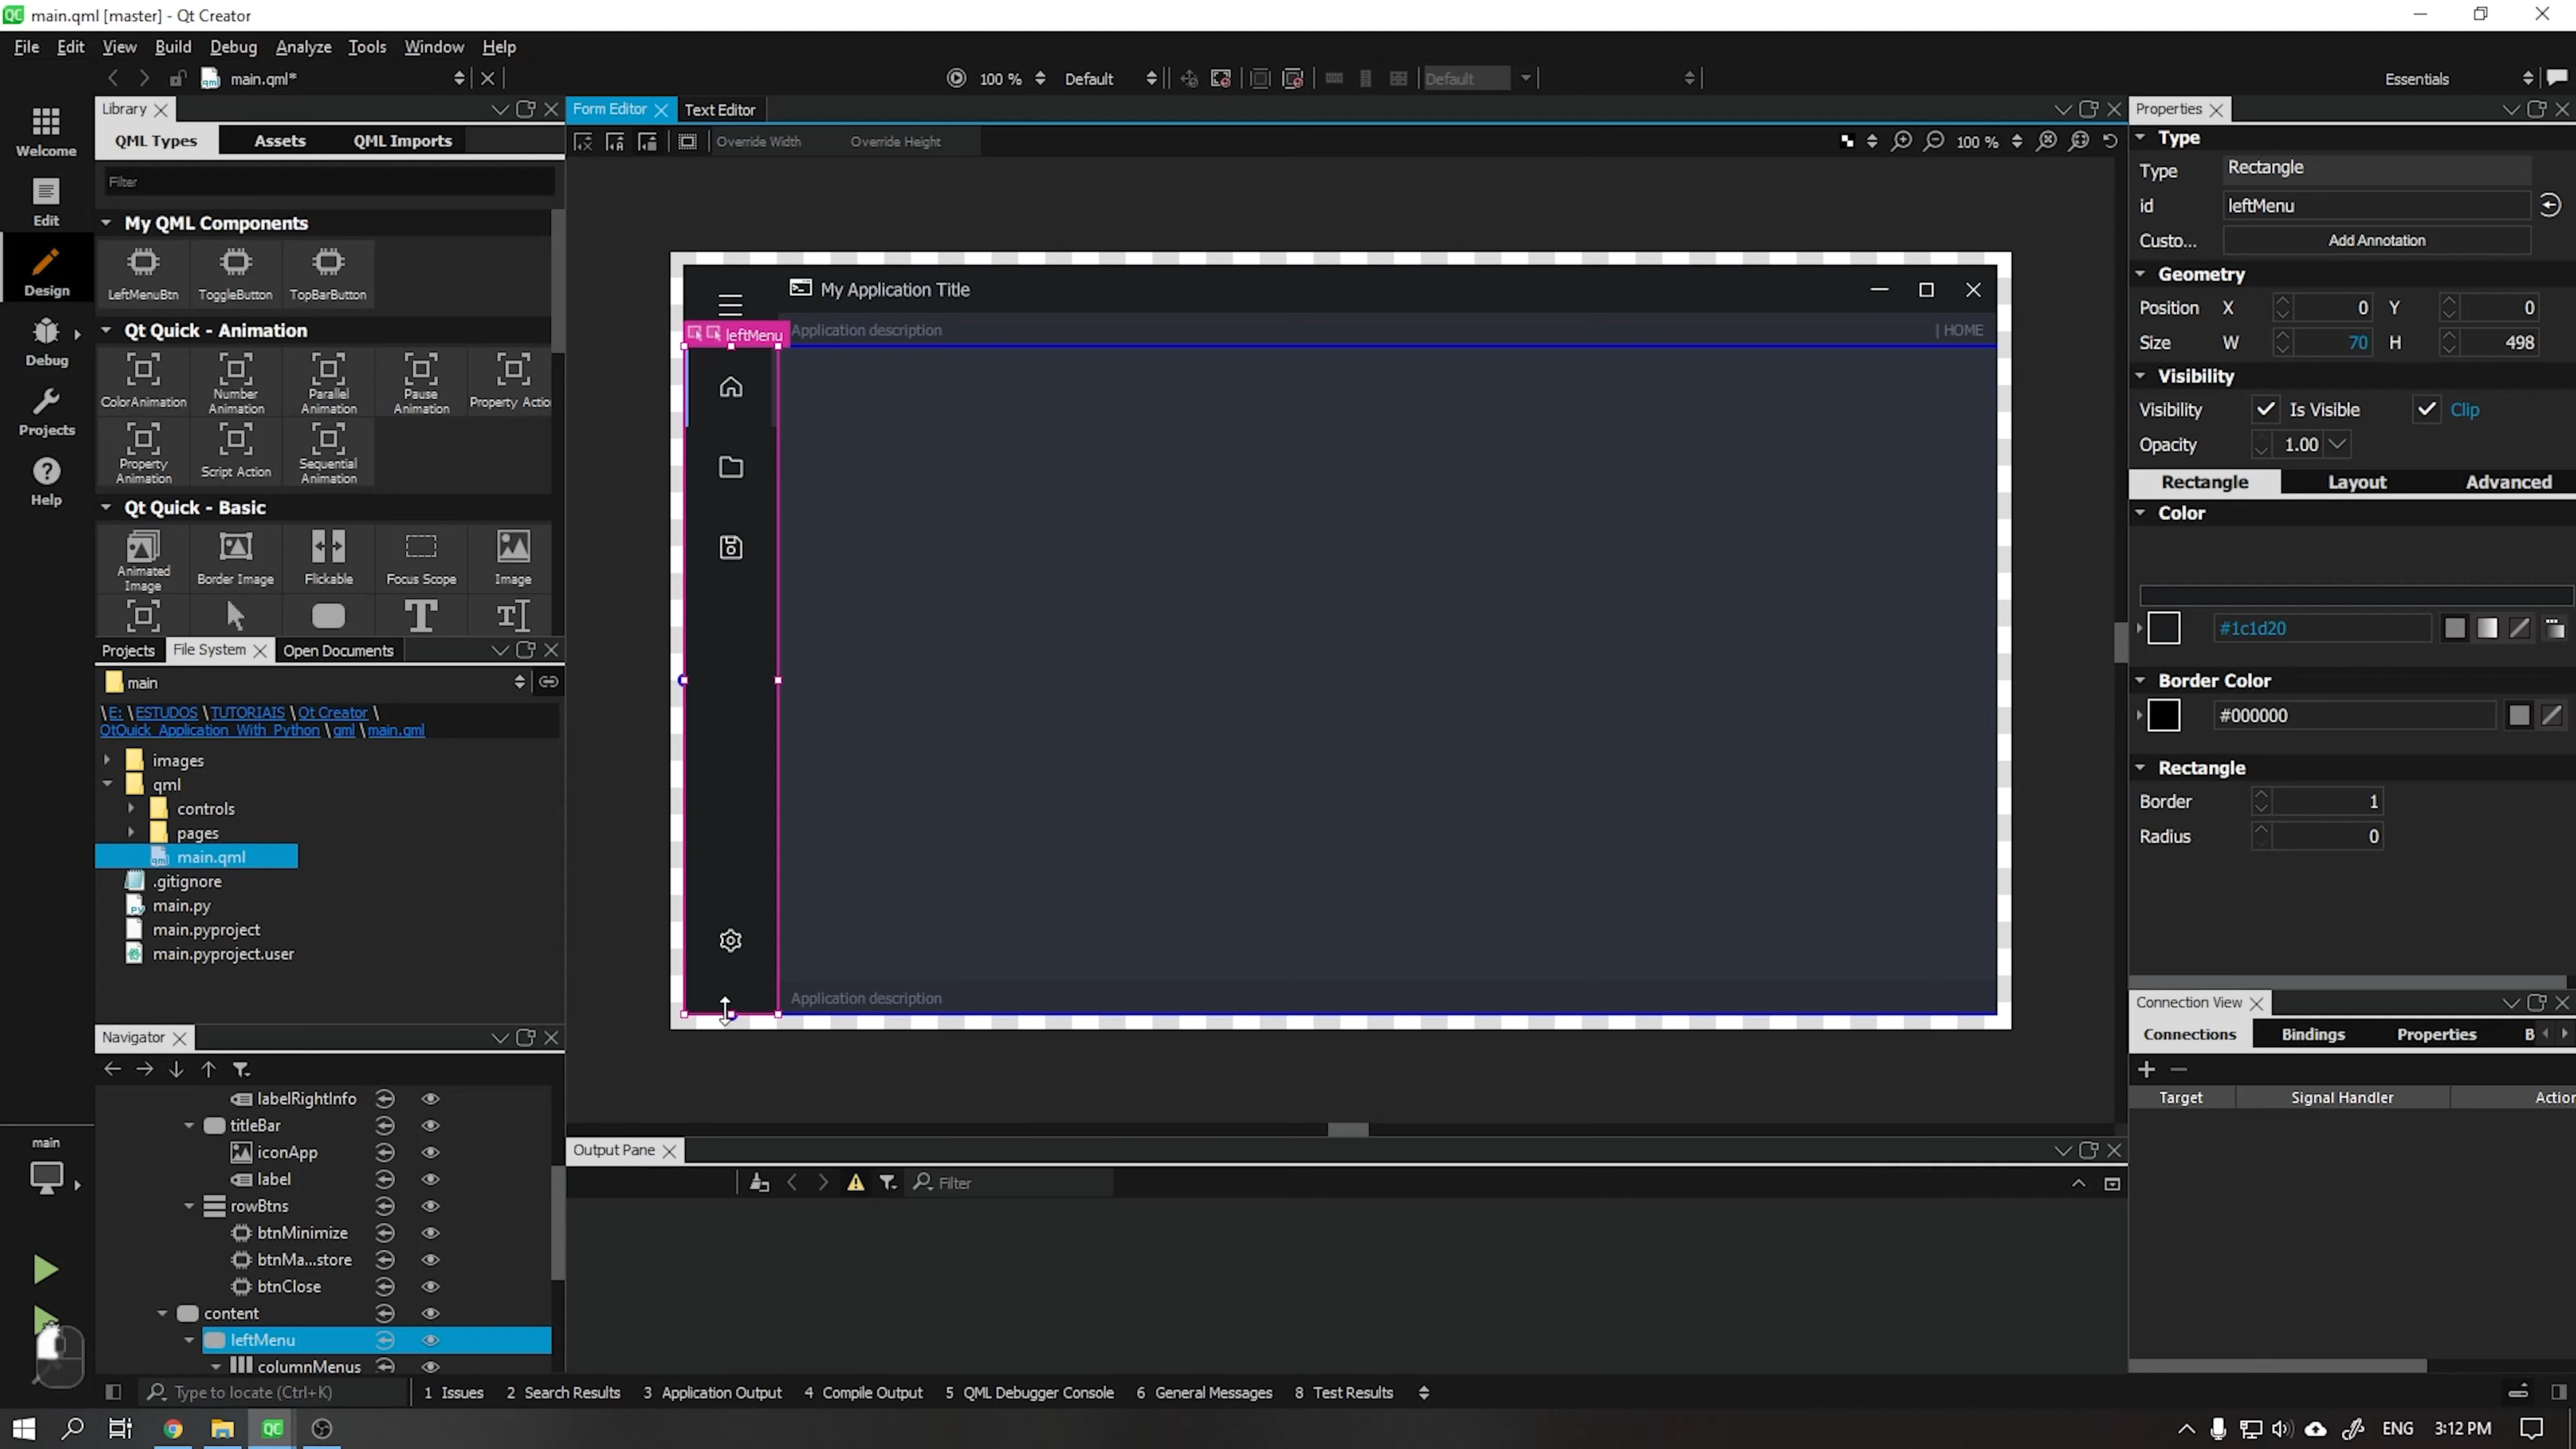 main.qml [master] - Qt Creator
File Edit View Build Debug Analyze Tools Window Help
main.qml* 100 % Default Default Essentials
Library Form Editor Text Editor Properties
QML Types Assets QML Imports Override Width Override Height 100 % Type
Welcome
Filter
Type Rectangle
id leftMenu
Edit
My QML Components
Custo... Add Annotation
LeftMenuBtn ToggleButton TopBarButton
Design
Geometry
My Application Title
Position X 0 Y 0
Qt Quick - Animation
leftMenu Application description | HOME
Size W 70 H 498
Debug
Visibility
ColorAnimation Number Animation Parallel Animation Pause Animation Property Actio
Visibility Is Visible Clip
Projects
Opacity 1.00
Property Animation Script Action Sequential Animation
Rectangle Layout Advanced
Help
Qt Quick - Basic
Color
Animated Image Border Image Flickable Focus Scope Image
#1c1d20
Projects File System Open Documents
main
Border Color
\E: \ESTUDOS \TUTORIAIS \Qt Creator \
QtQuick_Application_With_Python \qml \main.qml
#000000
images
Rectangle
qml
Border 1
controls
pages
Radius 0
main.qml
.gitignore
main.py
main.pyproject
main.pyproject.user
Application description
Connection View
Navigator
Connections Bindings Properties B
labelRightInfo
Target Signal Handler Action
titleBar
main
iconApp
Output Pane
label
Filter
rowBtns
btnMinimize
btnMa...store
btnClose
content
leftMenu
columnMenus
Type to locate (Ctrl+K) 1 Issues 2 Search Results 3 Application Output 4 Compile Output 5 QML Debugger Console 6 General Messages 8 Test Results
QC ENG 3:12 PM